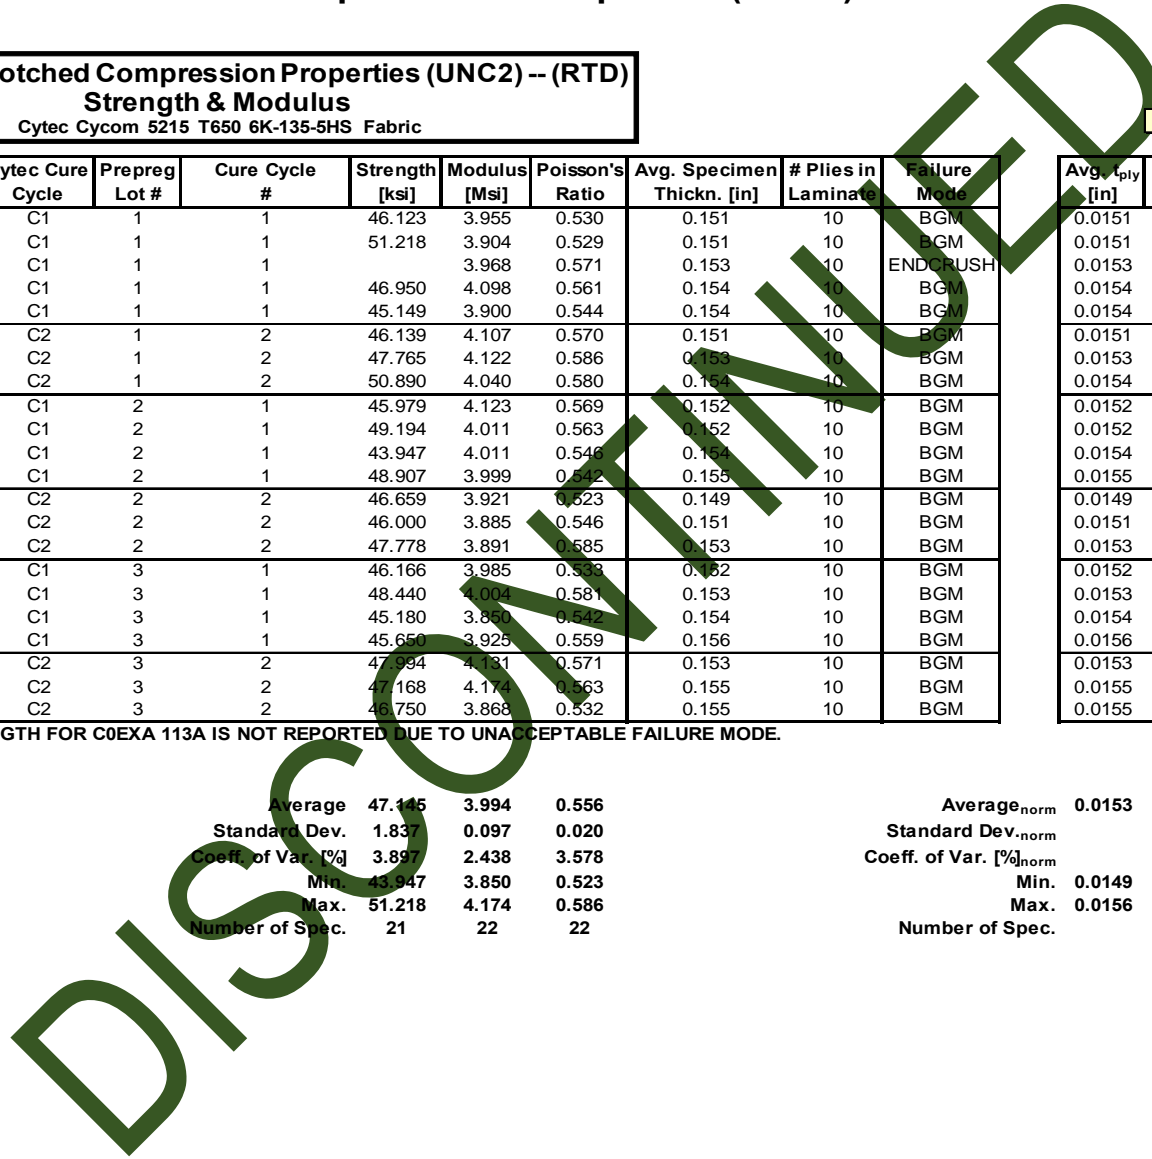 otched Compression Properties (UNC2) -- (RTD)
Strength & Modulus
Cytec Cycom 5215 T650 6K-135-5HS Fabric
ytec Cure Prepreg Cure Cycle Strength Modulus Poisson's Avg. Specimen # Plies in Failure Avg. tply
Cycle Lot # # [ksi] [Msi] Ratio Thickn. [in] Laminate Mode [in]
C1 1 1 46.123 3.955 0.530 0.151 10 BGM 0.0151
C1 1 1 51.218 3.904 0.529 0.151 10 BGM 0.0151
C1 1 1 3.968 0.571 0.153 10 ENDCRUSH 0.0153
C1 1 1 46.950 4.098 0.561 0.154 10 BGM 0.0154
C1 1 1 45.149 3.900 0.544 0.154 10 BGM 0.0154
C2 1 2 46.139 4.107 0.570 0.151 10 BGM 0.0151
C2 1 2 47.765 4.122 0.586 0.153 10 BGM 0.0153
C2 1 2 50.890 4.040 0.580 0.154 10 BGM 0.0154
C1 2 1 45.979 4.123 0.569 0.152 10 BGM 0.0152
C1 2 1 49.194 4.011 0.563 0.152 10 BGM 0.0152
C1 2 1 43.947 4.011 0.546 0.154 10 BGM 0.0154
C1 2 1 48.907 3.999 0.542 0.155 10 BGM 0.0155
C2 2 2 46.659 3.921 0.523 0.149 10 BGM 0.0149
C2 2 2 46.000 3.885 0.546 0.151 10 BGM 0.0151
C2 2 2 47.778 3.891 0.585 0.153 10 BGM 0.0153
C1 3 1 46.166 3.985 0.533 0.152 10 BGM 0.0152
C1 3 1 48.440 4.004 0.581 0.153 10 BGM 0.0153
C1 3 1 45.180 3.850 0.542 0.154 10 BGM 0.0154
C1 3 1 45.650 3.925 0.559 0.156 10 BGM 0.0156
C2 3 2 47.994 4.131 0.571 0.153 10 BGM 0.0153
C2 3 2 47.168 4.174 0.563 0.155 10 BGM 0.0155
C2 3 2 46.750 3.868 0.532 0.155 10 BGM 0.0155
GTH FOR C0EXA 113A IS NOT REPORTED DUE TO UNACCEPTABLE FAILURE MODE.
Average 47.145 3.994 0.556 Averagenorm 0.0153
Standard Dev. 1.837 0.097 0.020 Standard Dev.norm
Coeff. of Var. [%] 3.897 2.438 3.578 Coeff. of Var. [%]norm
Min. 43.947 3.850 0.523 Min. 0.0149
Max. 51.218 4.174 0.586 Max. 0.0156
Number of Spec. 21 22 22 Number of Spec.
DISCONTINUED